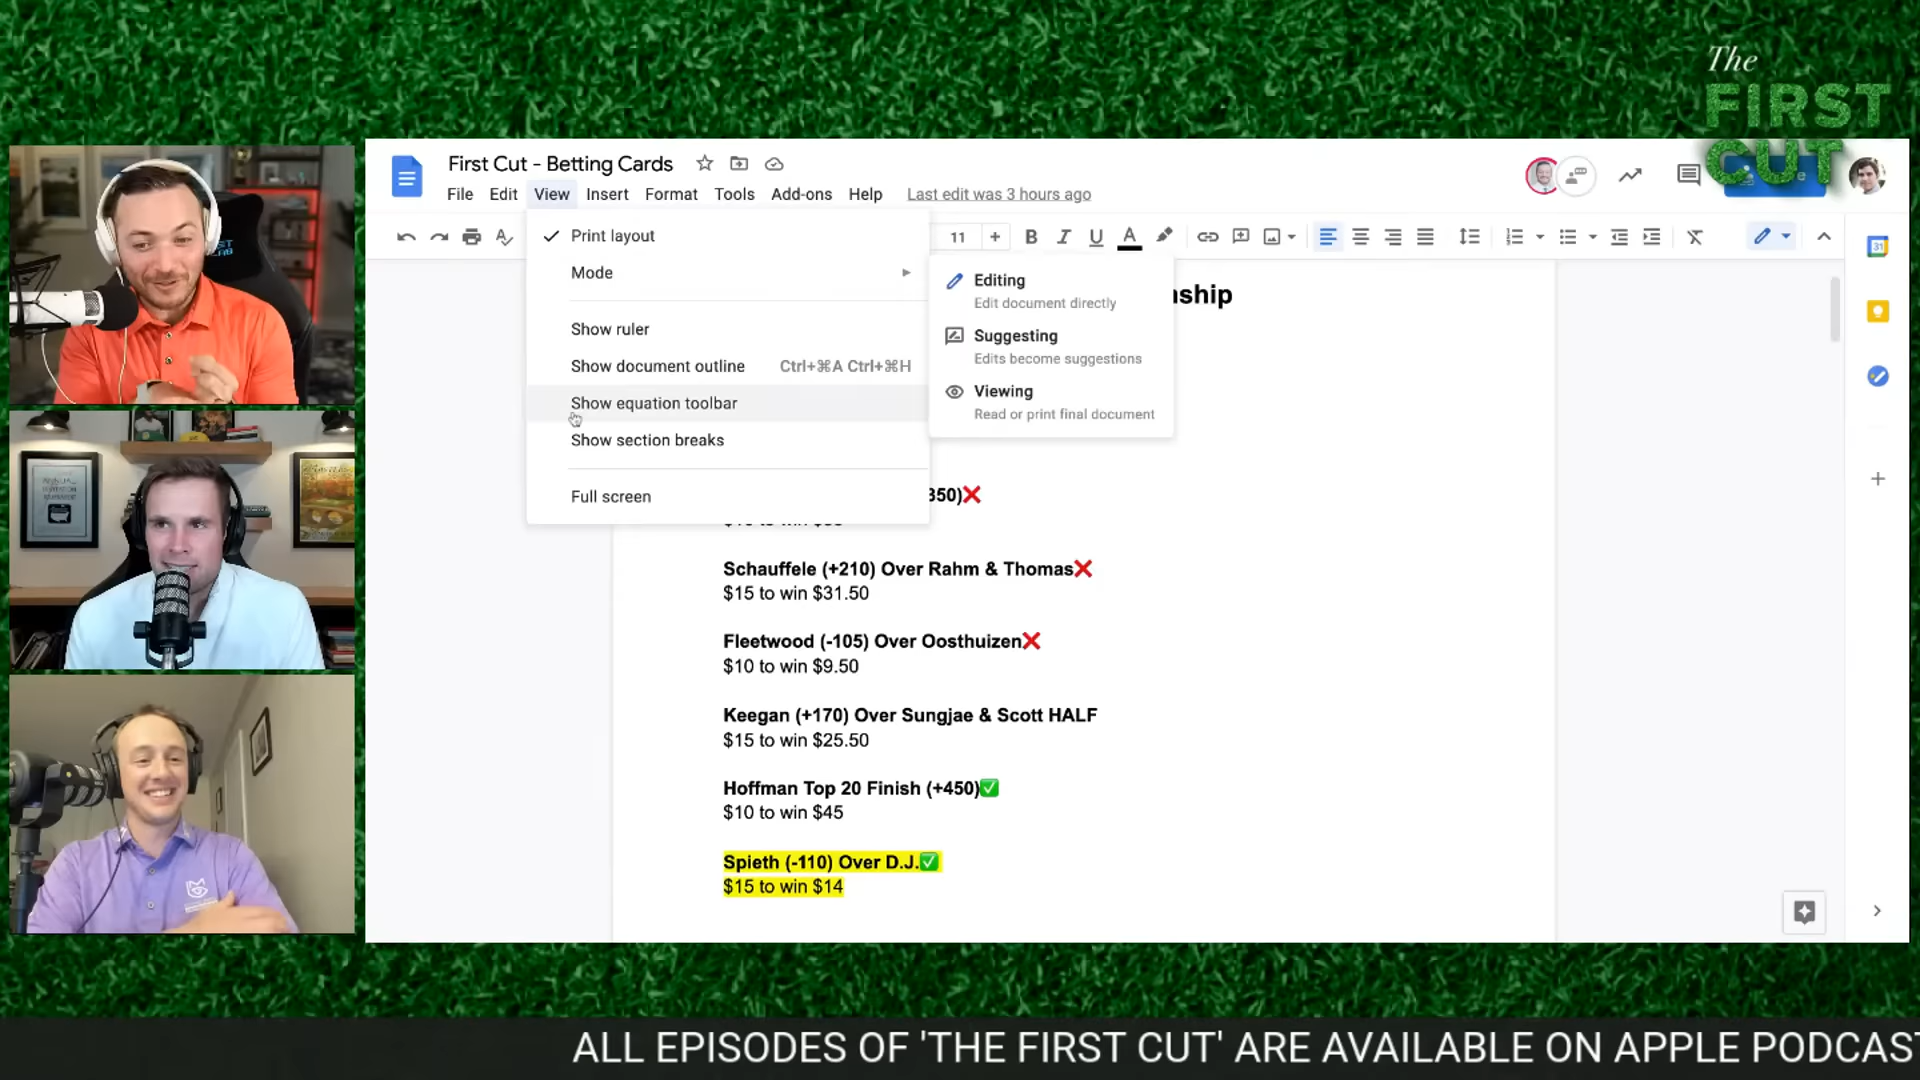 The
FIRST
CUT
First Cut - Betting Cards
File Edit View Insert Format Tools Add-ons Help Last edit was 3 hours ago
11
Print layout
Mode
Show ruler
Show document outline Ctrl+⌘A Ctrl+⌘H
Show equation toolbar
Show section breaks
Full screen
Editing
Edit document directly
Suggesting
Edits become suggestions
Viewing
Read or print final document
nship
350)❌
Schauffele (+210) Over Rahm & Thomas❌
$15 to win $31.50
Fleetwood (-105) Over Oosthuizen❌
$10 to win $9.50
Keegan (+170) Over Sungjae & Scott HALF
$15 to win $25.50
Hoffman Top 20 Finish (+450)✅
$10 to win $45
Spieth (-110) Over D.J.✅
$15 to win $14
31
ALL EPISODES OF 'THE FIRST CUT' ARE AVAILABLE ON APPLE PODCAS